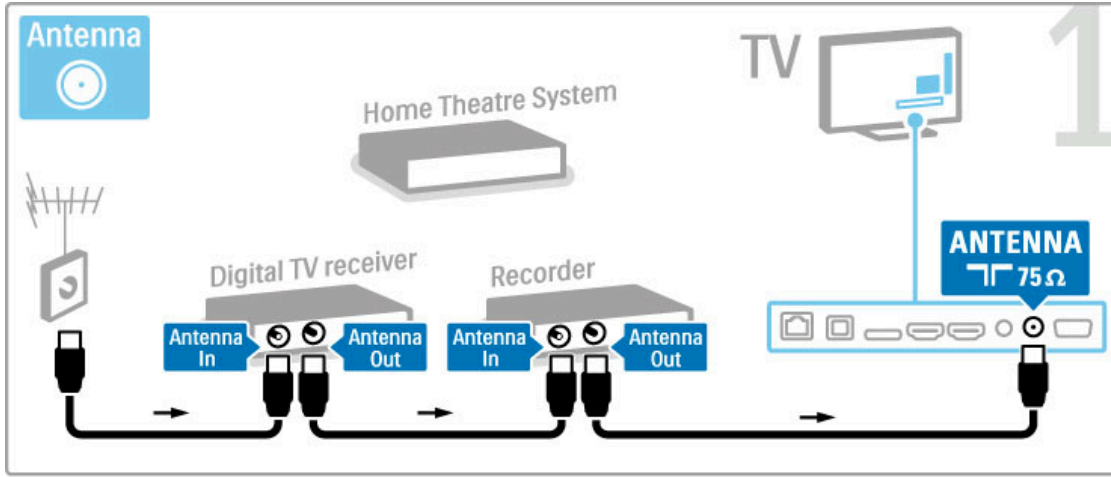 Antenna
TV
1
Home Theatre System
ANTENNA
75 Ω
Digital TV receiver
Recorder
Antenna
In
Antenna
Out
Antenna
In
Antenna
Out